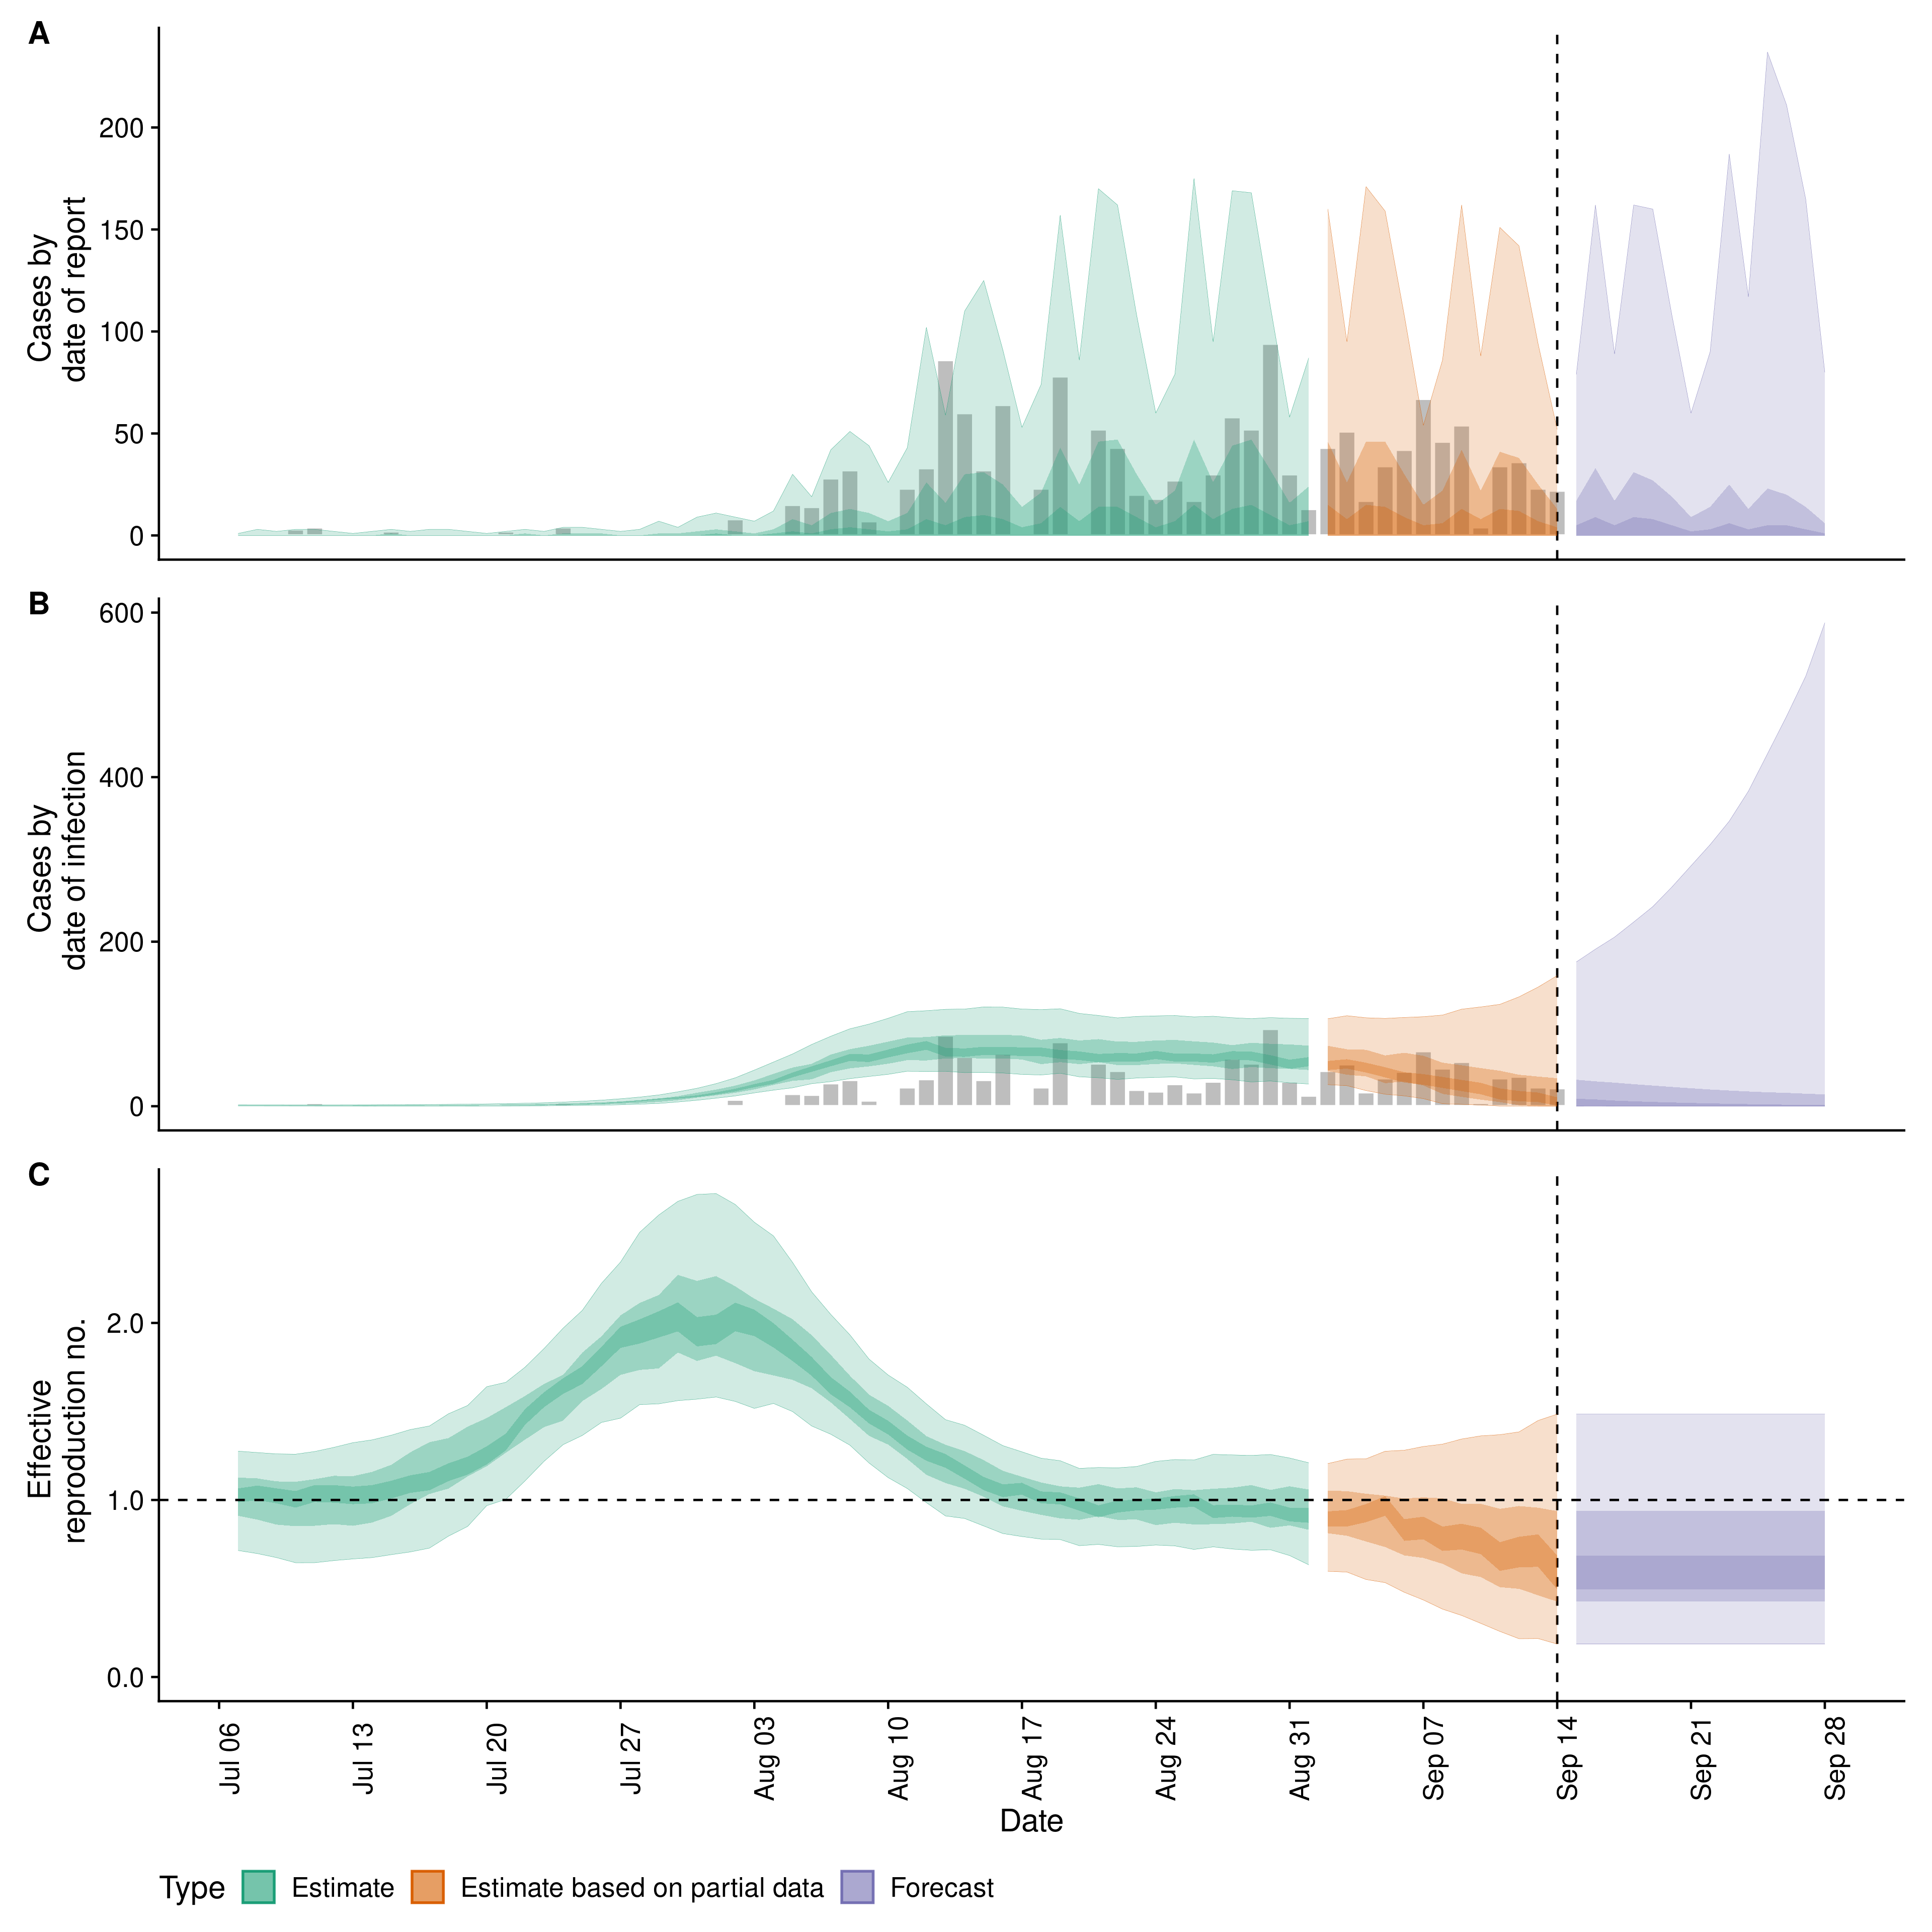 A
Cases by
date of report
200
150
100
50
0
B
Cases by
date of infection
600
400
200
0
C
Effective
reproduction no.
2.0
1.0
0.0
Jul 06
Jul 13
Jul 20
Jul 27
Aug 03
Aug 10
Aug 17
Aug 24
Aug 31
Sep 07
Sep 14
Sep 21
Sep 28
Date
Type Estimate Estimate based on partial data Forecast